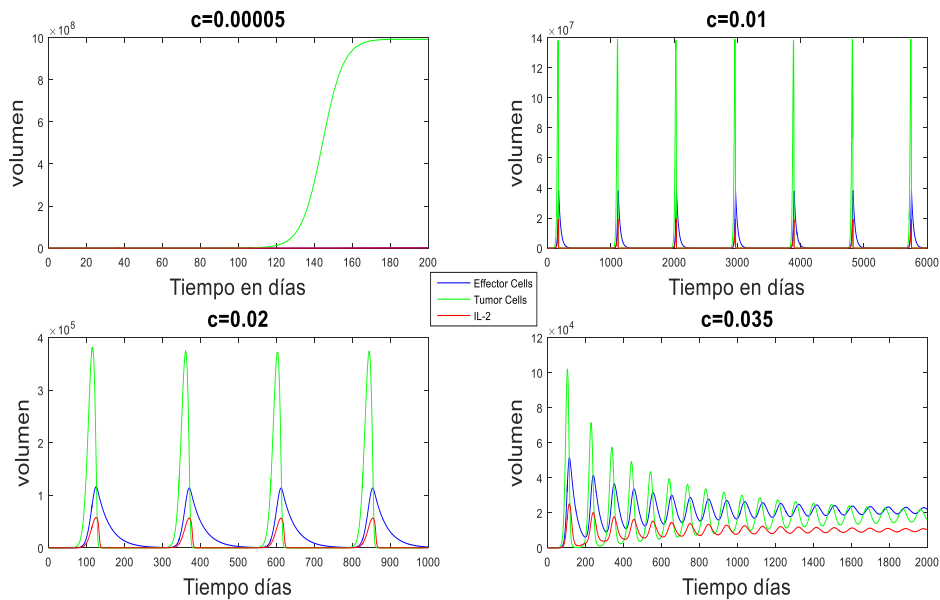 c=0.00005
×10^8
volumen
10
8
6
4
2
0
0 20 40 60 80 100 120 140 160 180 200
Tiempo en días
c=0.01
×10^7
volumen
14
12
10
8
6
4
2
0
0 1000 2000 3000 4000 5000 6000
Tiempo en días
Effector Cells
Tumor Cells
IL-2
c=0.02
×10^5
volumen
4
3
2
1
0
0 100 200 300 400 500 600 700 800 900 1000
Tiempo días
c=0.035
×10^4
volumen
12
10
8
6
4
2
0
0 200 400 600 800 1000 1200 1400 1600 1800 2000
Tiempo días